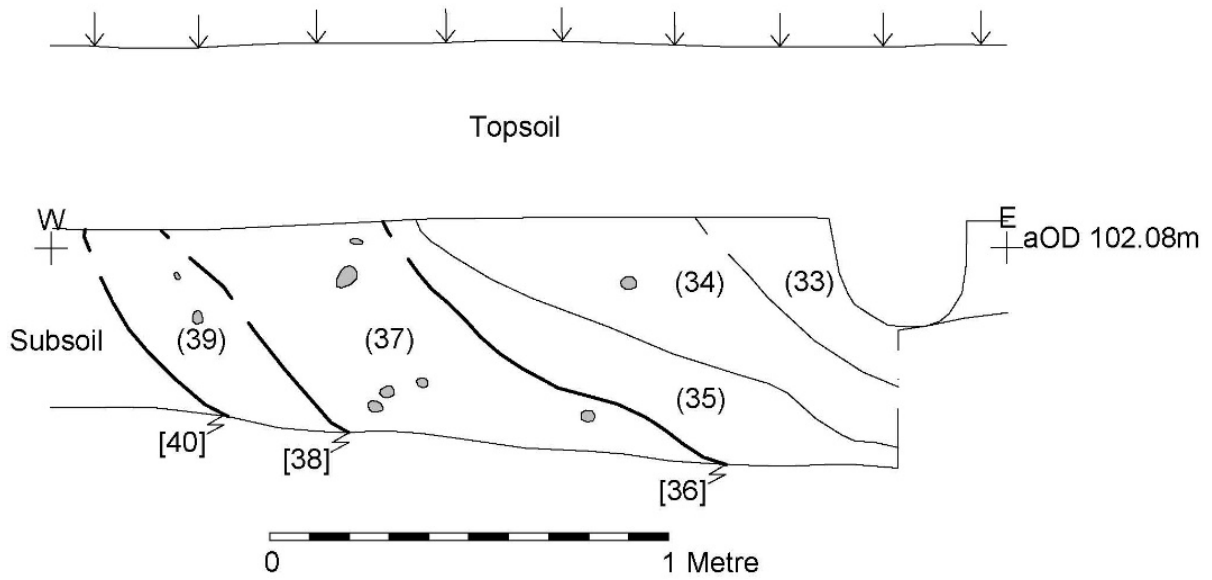 Topsoil
W
E
aOD 102.08m
(34)
(33)
Subsoil
(39)
(37)
(35)
[40]
[38]
[36]
0
1 Metre